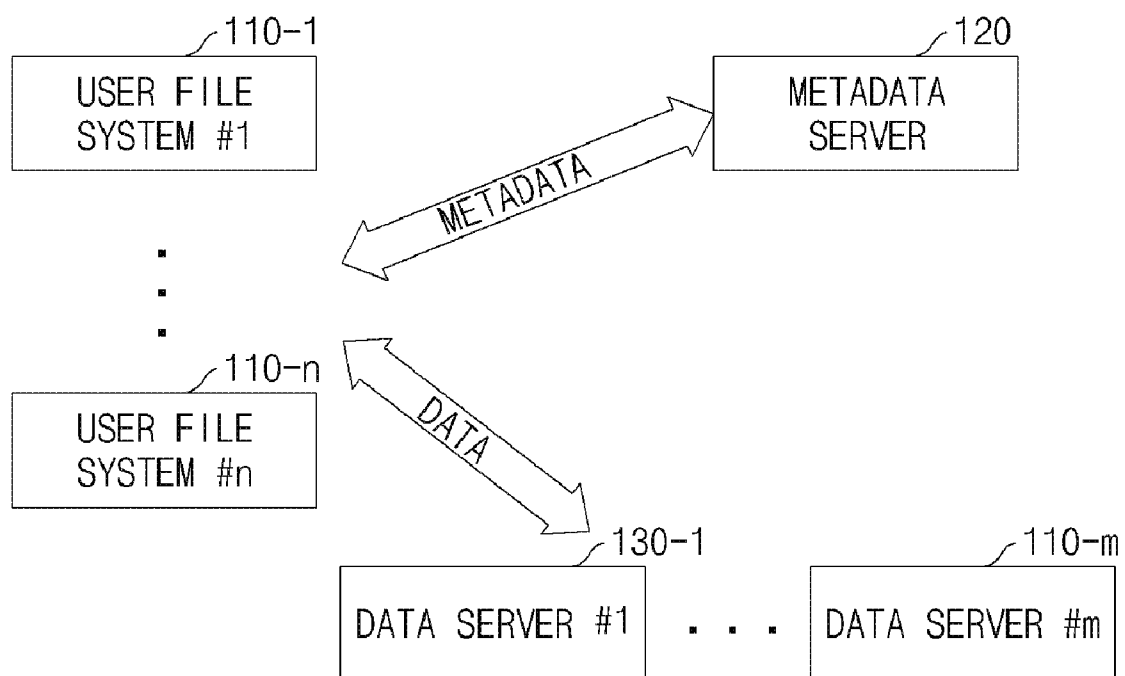 110-1
USER FILE
SYSTEM #1
120
METADATA
SERVER
METADATA
110-n
USER FILE
SYSTEM #n
DATA
130-1
DATA SERVER #1
110-m
DATA SERVER #m